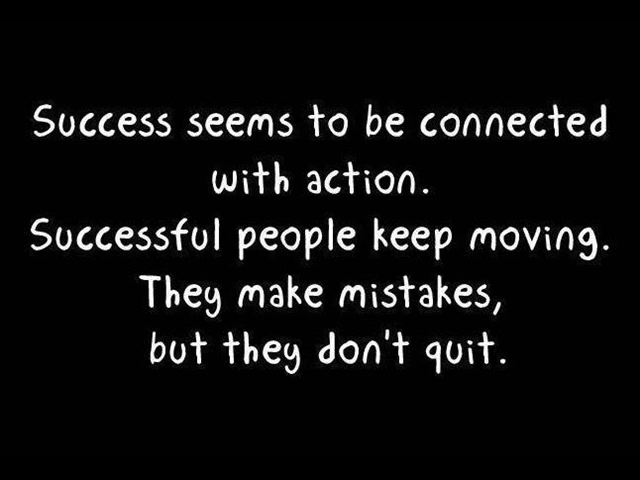 Success seems to be connected
with action.
Successful people keep moving.
They make mistakes,
but they don't quit.